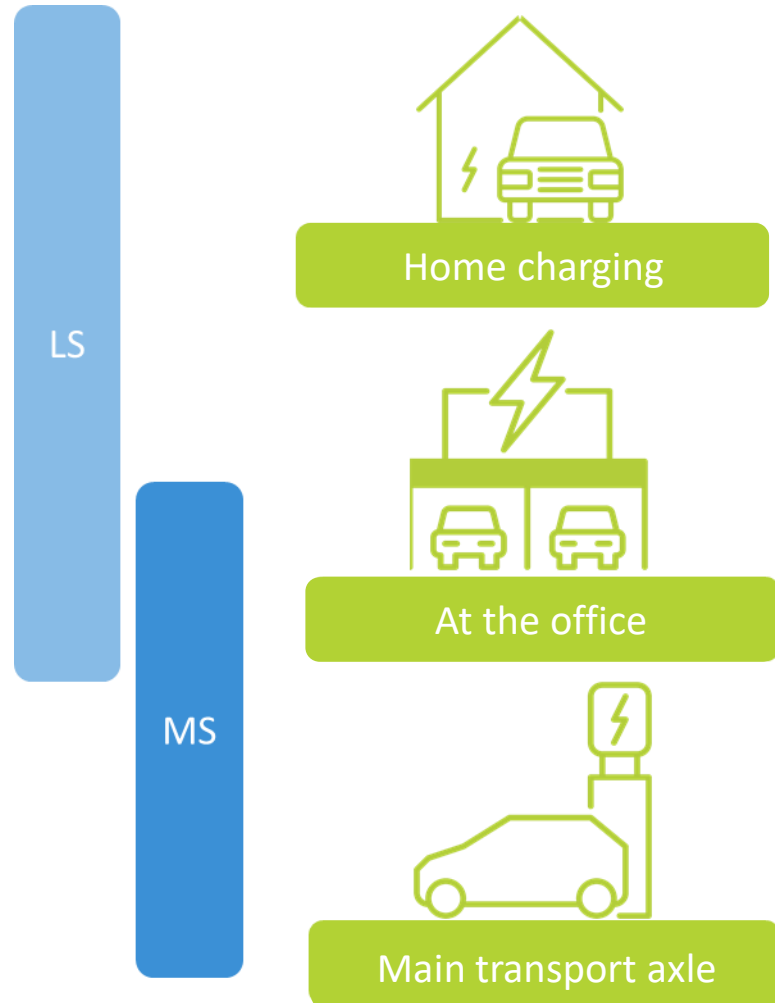 Home charging
LS
At the office
MS
Main transport axle